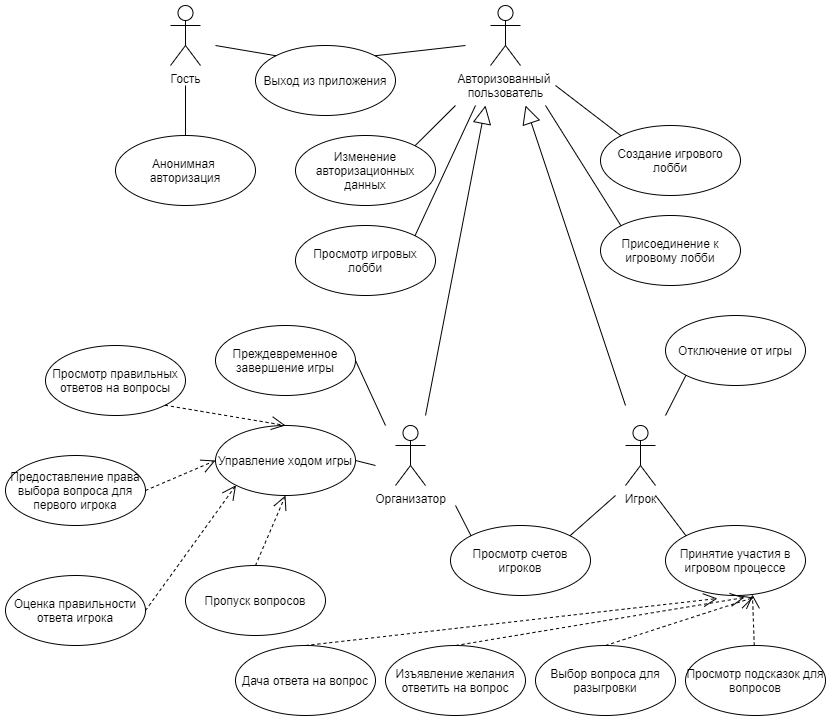 Гость
Выход из приложения
Авторизованный
пользователь
Анонимная
авторизация
Изменение
авторизационных
данных
Создание игрового
лобби
Просмотр игровых
лобби
Присоединение к
игровому лобби
Преждевременное
завершение игры
Отключение от игры
Просмотр правильных
ответов на вопросы
Управление ходом игры
Предоставление права
выбора вопроса для
первого игрока
Организатор
Игрок
Просмотр счетов
игроков
Принятие участия в
игровом процессе
Оценка правильности
ответа игрока
Пропуск вопросов
Дача ответа на вопрос
Изъявление желания
ответить на вопрос
Выбор вопроса для
разыгровки
Просмотр подсказок для
вопросов